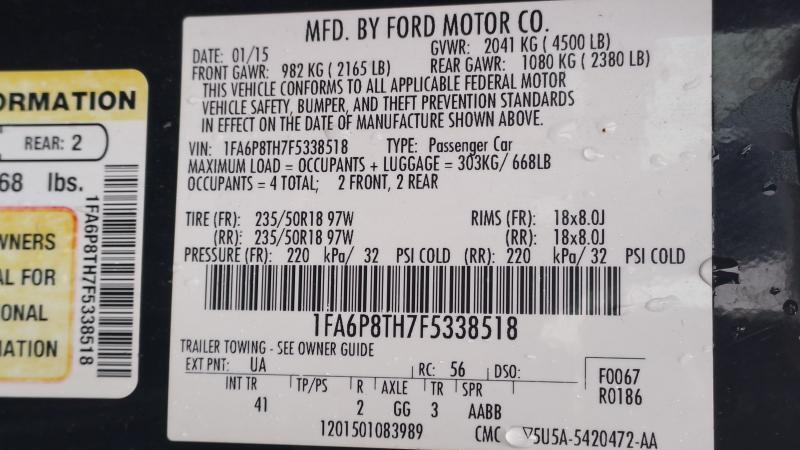 ORMATION
REAR: 2
68 lbs.
WNERS
AL FOR
ONAL
MATION
1FA6P8TH7F5338518
MFD. BY FORD MOTOR CO.
DATE: 01/15 GVWR: 2041 KG ( 4500 LB)
FRONT GAWR: 982 KG ( 2165 LB) REAR GAWR: 1080 KG ( 2380 LB)
THIS VEHICLE CONFORMS TO ALL APPLICABLE FEDERAL MOTOR
VEHICLE SAFETY, BUMPER, AND THEFT PREVENTION STANDARDS
IN EFFECT ON THE DATE OF MANUFACTURE SHOWN ABOVE.
VIN: 1FA6P8TH7F5338518 TYPE: Passenger Car
MAXIMUM LOAD = OCCUPANTS + LUGGAGE = 303KG/ 668LB
OCCUPANTS = 4 TOTAL; 2 FRONT, 2 REAR
TIRE (FR): 235/50R18 97W RIMS (FR): 18x8.0J
(RR): 235/50R18 97W (RR): 18x8.0J
PRESSURE (FR): 220 kPa/ 32 PSI COLD (RR): 220 kPa/ 32 PSI COLD
1FA6P8TH7F5338518
TRAILER TOWING - SEE OWNER GUIDE
EXT PNT: UA RC: 56 DSO: F0067
INT TR TP/PS R AXLE TR SPR R0186
41 2 GG 3 AABB
1201501083989 CMC 5U5A-5420472-AA